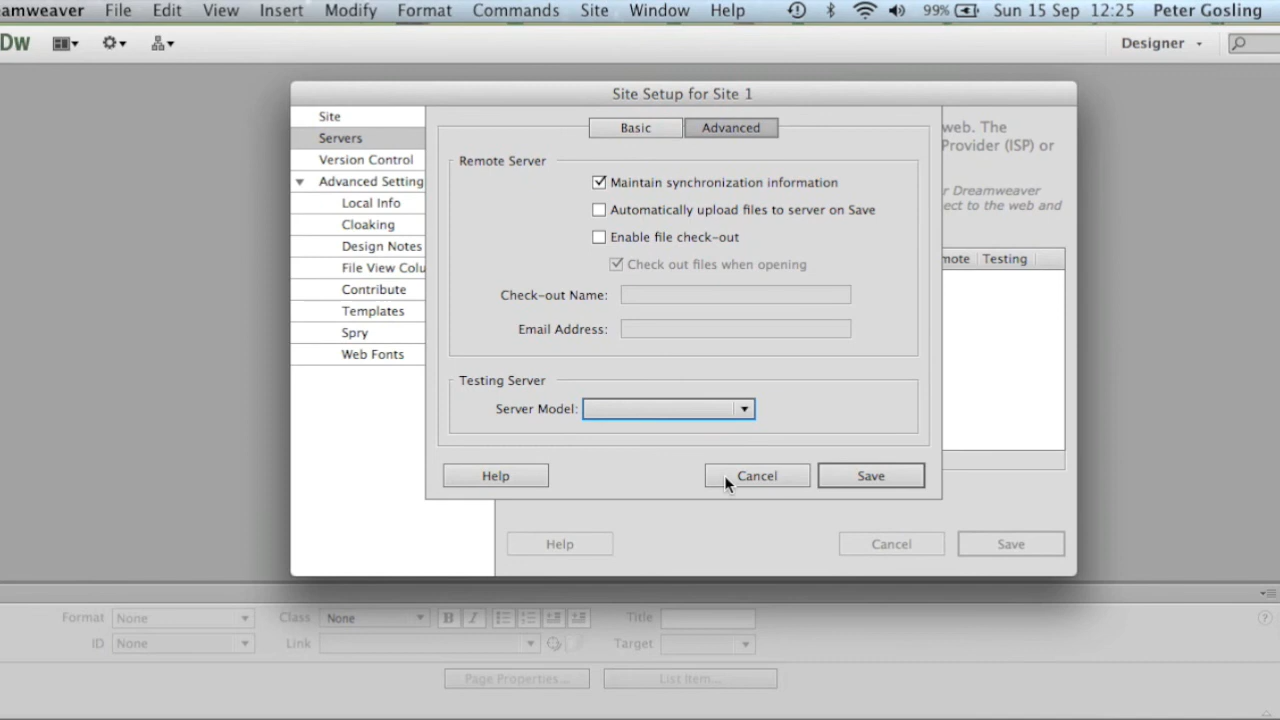 eamweaver File Edit View Insert Modify Format Commands Site Window Help 99% Sun 15 Sep 12:25 Peter Gosling
DW Designer
Site Setup for Site 1
Site
Servers
Version Control
Advanced Setting
Local Info
Cloaking
Design Notes
File View Colu
Contribute
Templates
Spry
Web Fonts
Basic Advanced
Remote Server
Maintain synchronization information
Automatically upload files to server on Save
Enable file check-out
Check out files when opening
Check-out Name:
Email Address:
Testing Server
Server Model:
Help Cancel Save
web. The
Provider (ISP) or
r Dreamweaver
ect to the web and
mote Testing
Help Cancel Save
Format None Class None B I Title
ID None Link Target
Page Properties... List Item...